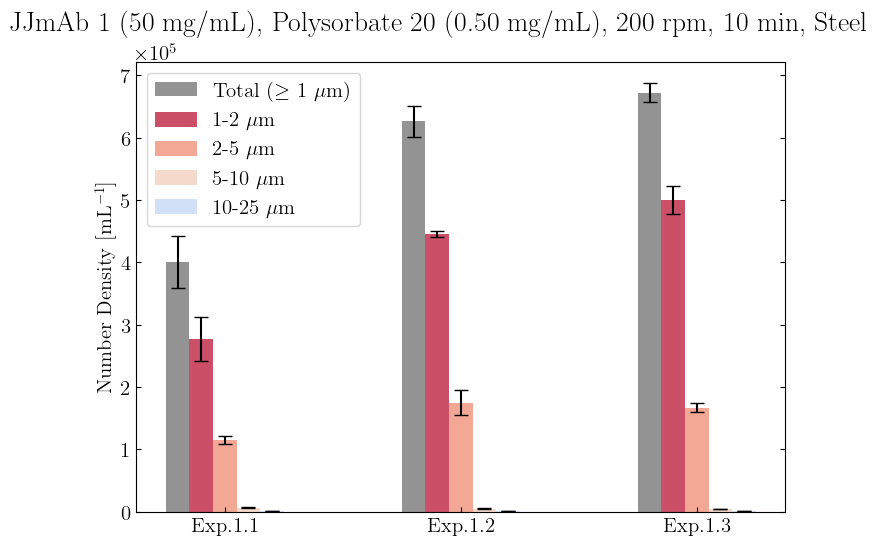 JJmAb 1 (50 mg/mL), Polysorbate 20 (0.50 mg/mL), 200 rpm, 10 min, Steel
×10⁵
Total (≥ 1 μm)
1-2 μm
2-5 μm
5-10 μm
10-25 μm
Number Density [mL⁻¹]
7
6
5
4
3
2
1
0
Exp.1.1 Exp.1.2 Exp.1.3